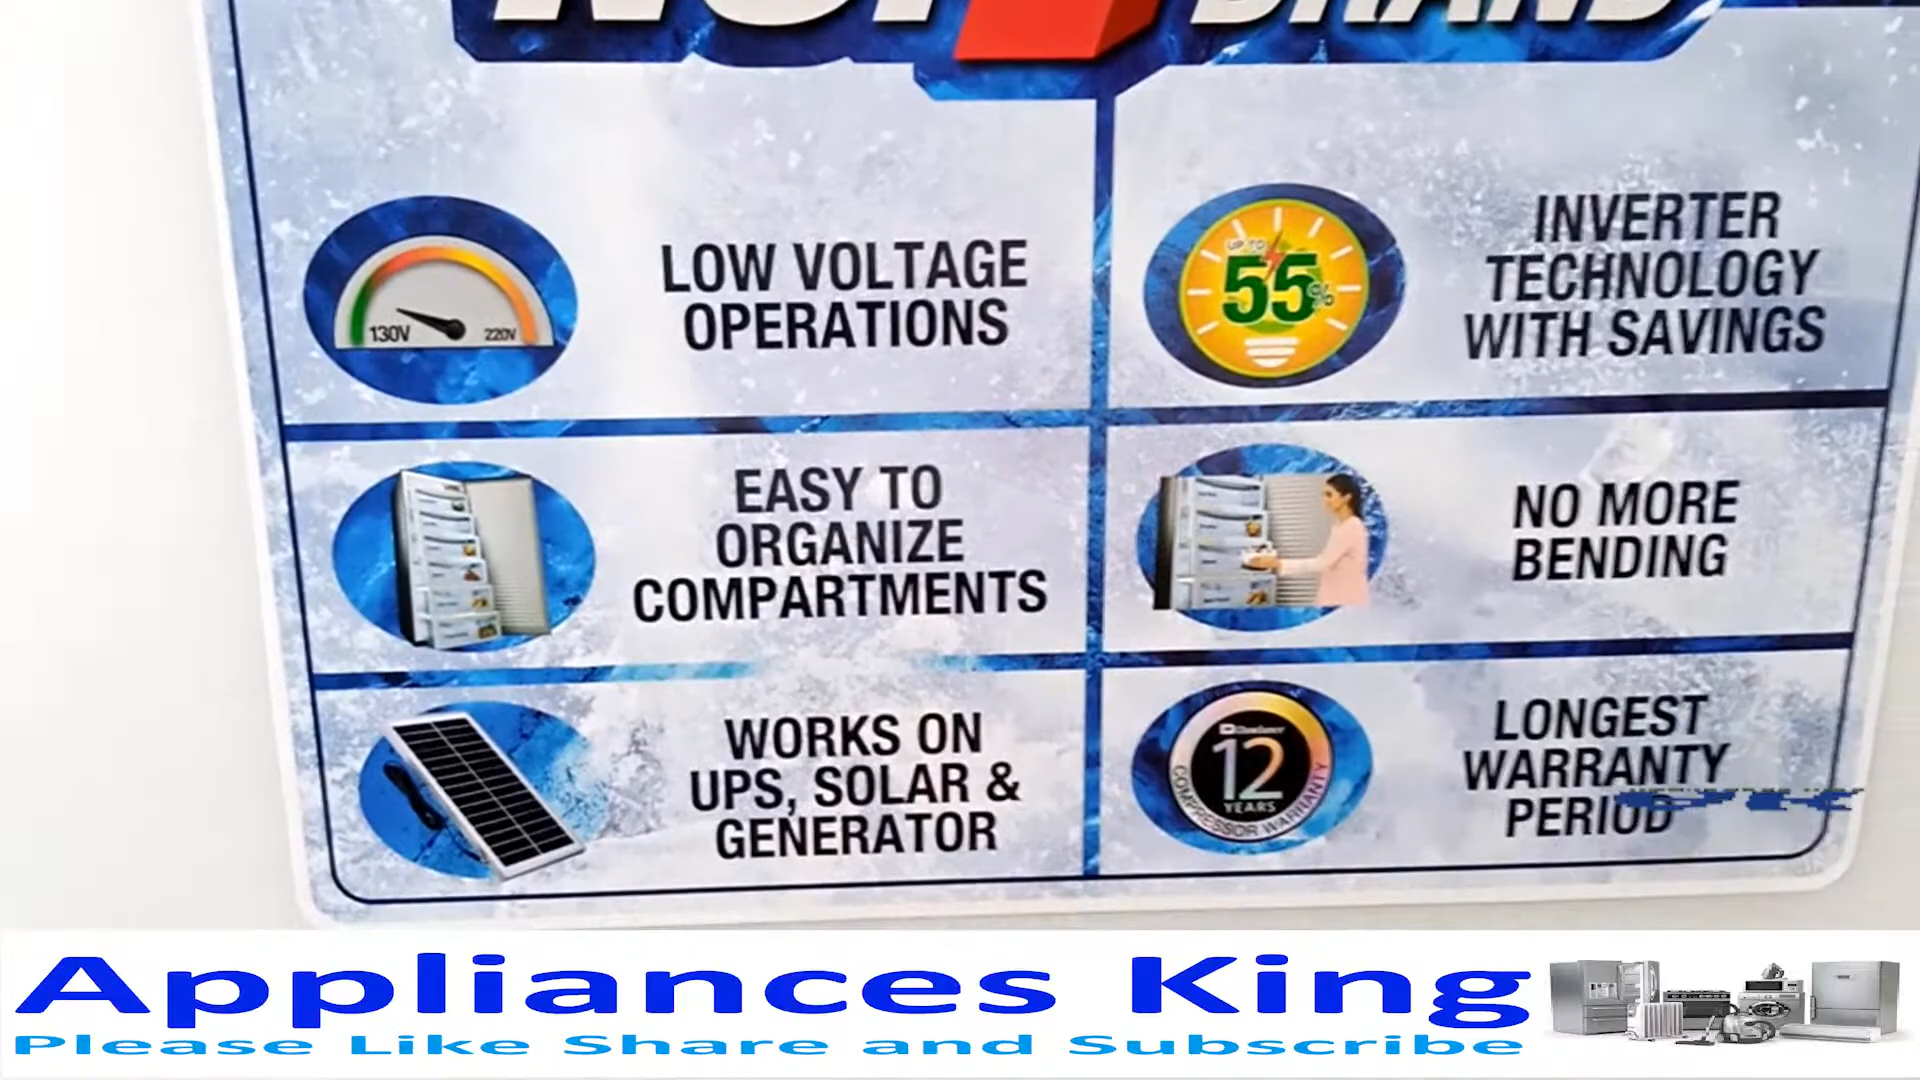 BRAND
LOW VOLTAGE
OPERATIONS
130V
220V
UP TO
55%
INVERTER
TECHNOLOGY
WITH SAVINGS
EASY TO
ORGANIZE
COMPARTMENTS
NO MORE
BENDING
WORKS ON
UPS, SOLAR &
GENERATOR
12
YEARS
COMPRESSOR WARRANTY
LONGEST
WARRANTY
PERIOD
Appliances King
Please Like Share and Subscribe